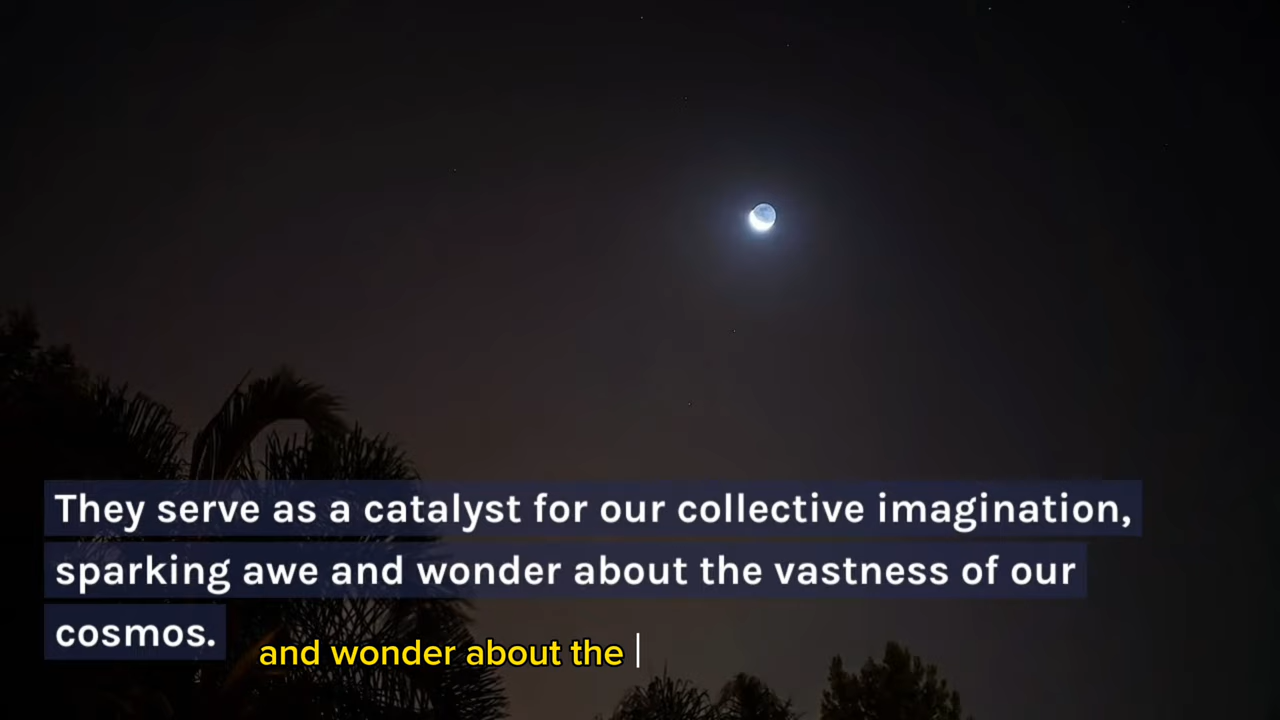 They serve as a catalyst for our collective imagination,
sparking awe and wonder about the vastness of our
cosmos.
and wonder about the